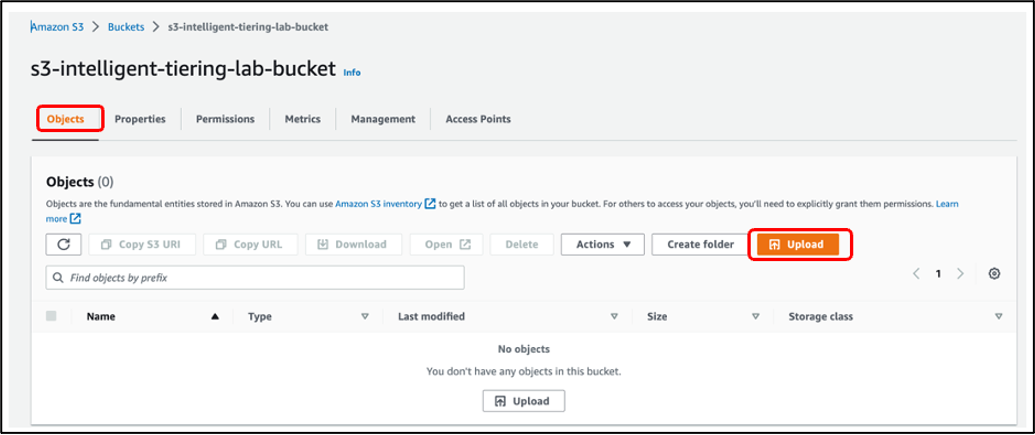 Amazon S3 > Buckets > s3-intelligent-tiering-lab-bucket
s3-intelligent-tiering-lab-bucket Info
Objects Properties Permissions Metrics Management Access Points
Objects (0)
Objects are the fundamental entities stored in Amazon S3. You can use Amazon S3 inventory to get a list of all objects in your bucket. For others to access your objects, you'll need to explicitly grant them permissions. Learn
more
Copy S3 URI Copy URL Download Open Delete Actions Create folder Upload
Find objects by prefix < 1 >
Name Type Last modified Size Storage class
No objects
You don't have any objects in this bucket.
Upload